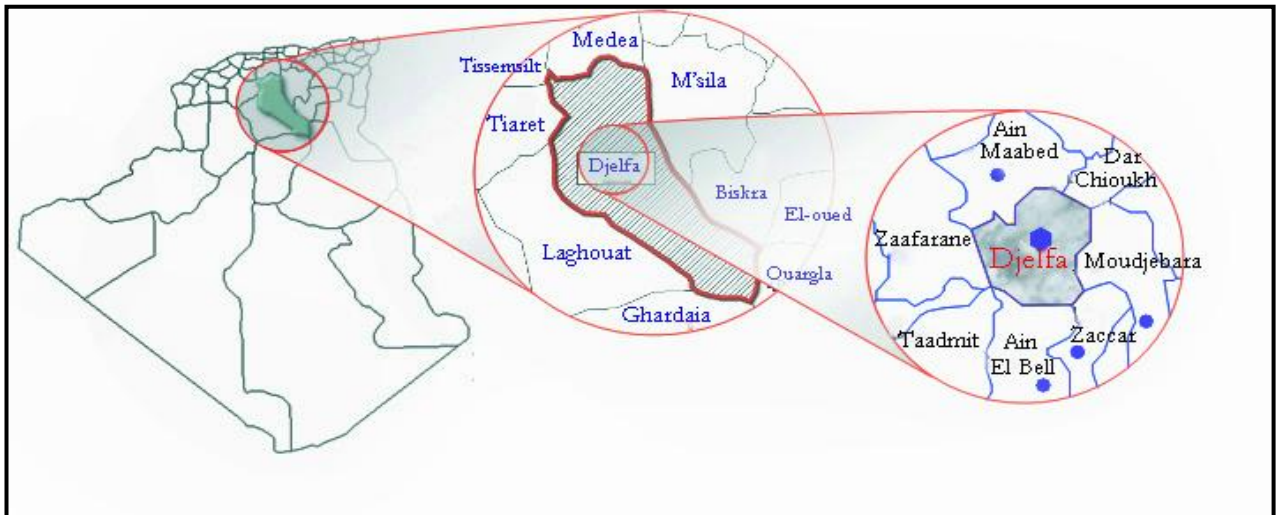 Medea
Tissemsilt
M'sila
Tiaret
Djelfa
Biskra
El-oued
Laghouat
Ouargla
Ghardaia
Ain
Maabed
Dar
Chioukh
Zaafarane
Djelfa
Moudjebara
Taadmit
Ain
El Bell
Zaccar